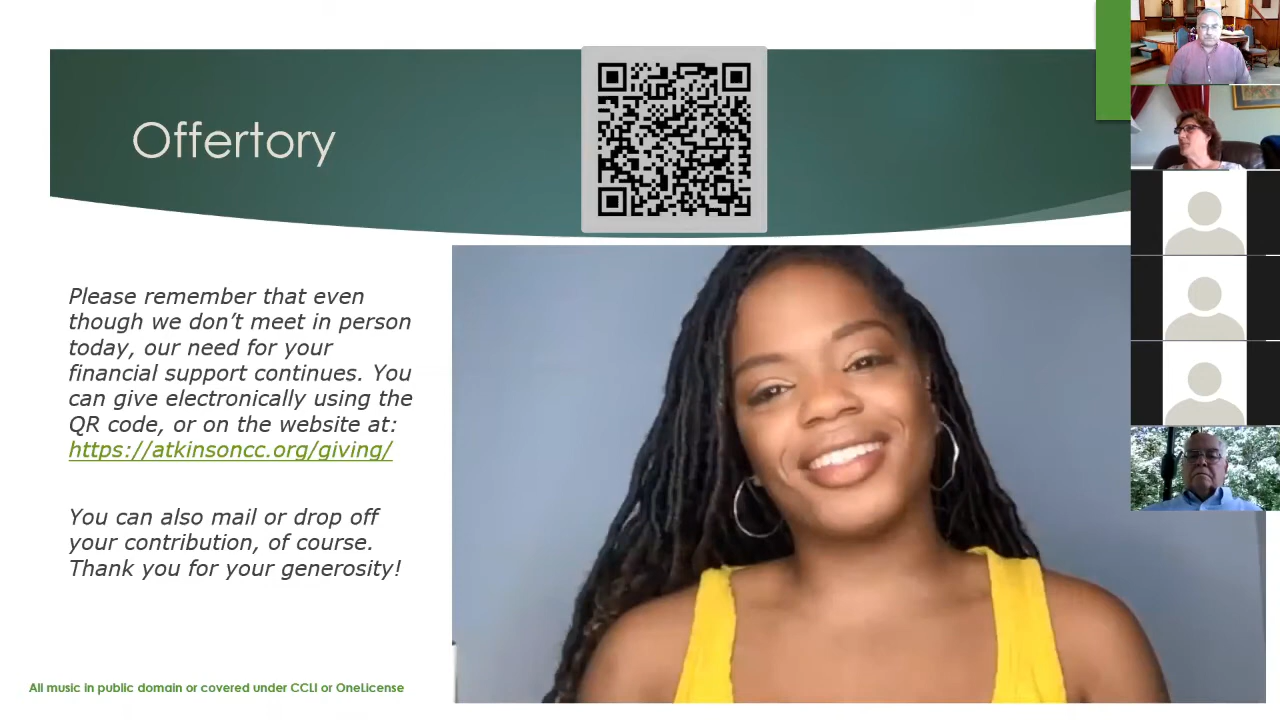 Offertory
Please remember that even
though we don’t meet in person
today, our need for your
financial support continues. You
can give electronically using the
QR code, or on the website at:
https://atkinsoncc.org/giving/
You can also mail or drop off
your contribution, of course.
Thank you for your generosity!
All music in public domain or covered under CCLI or OneLicense